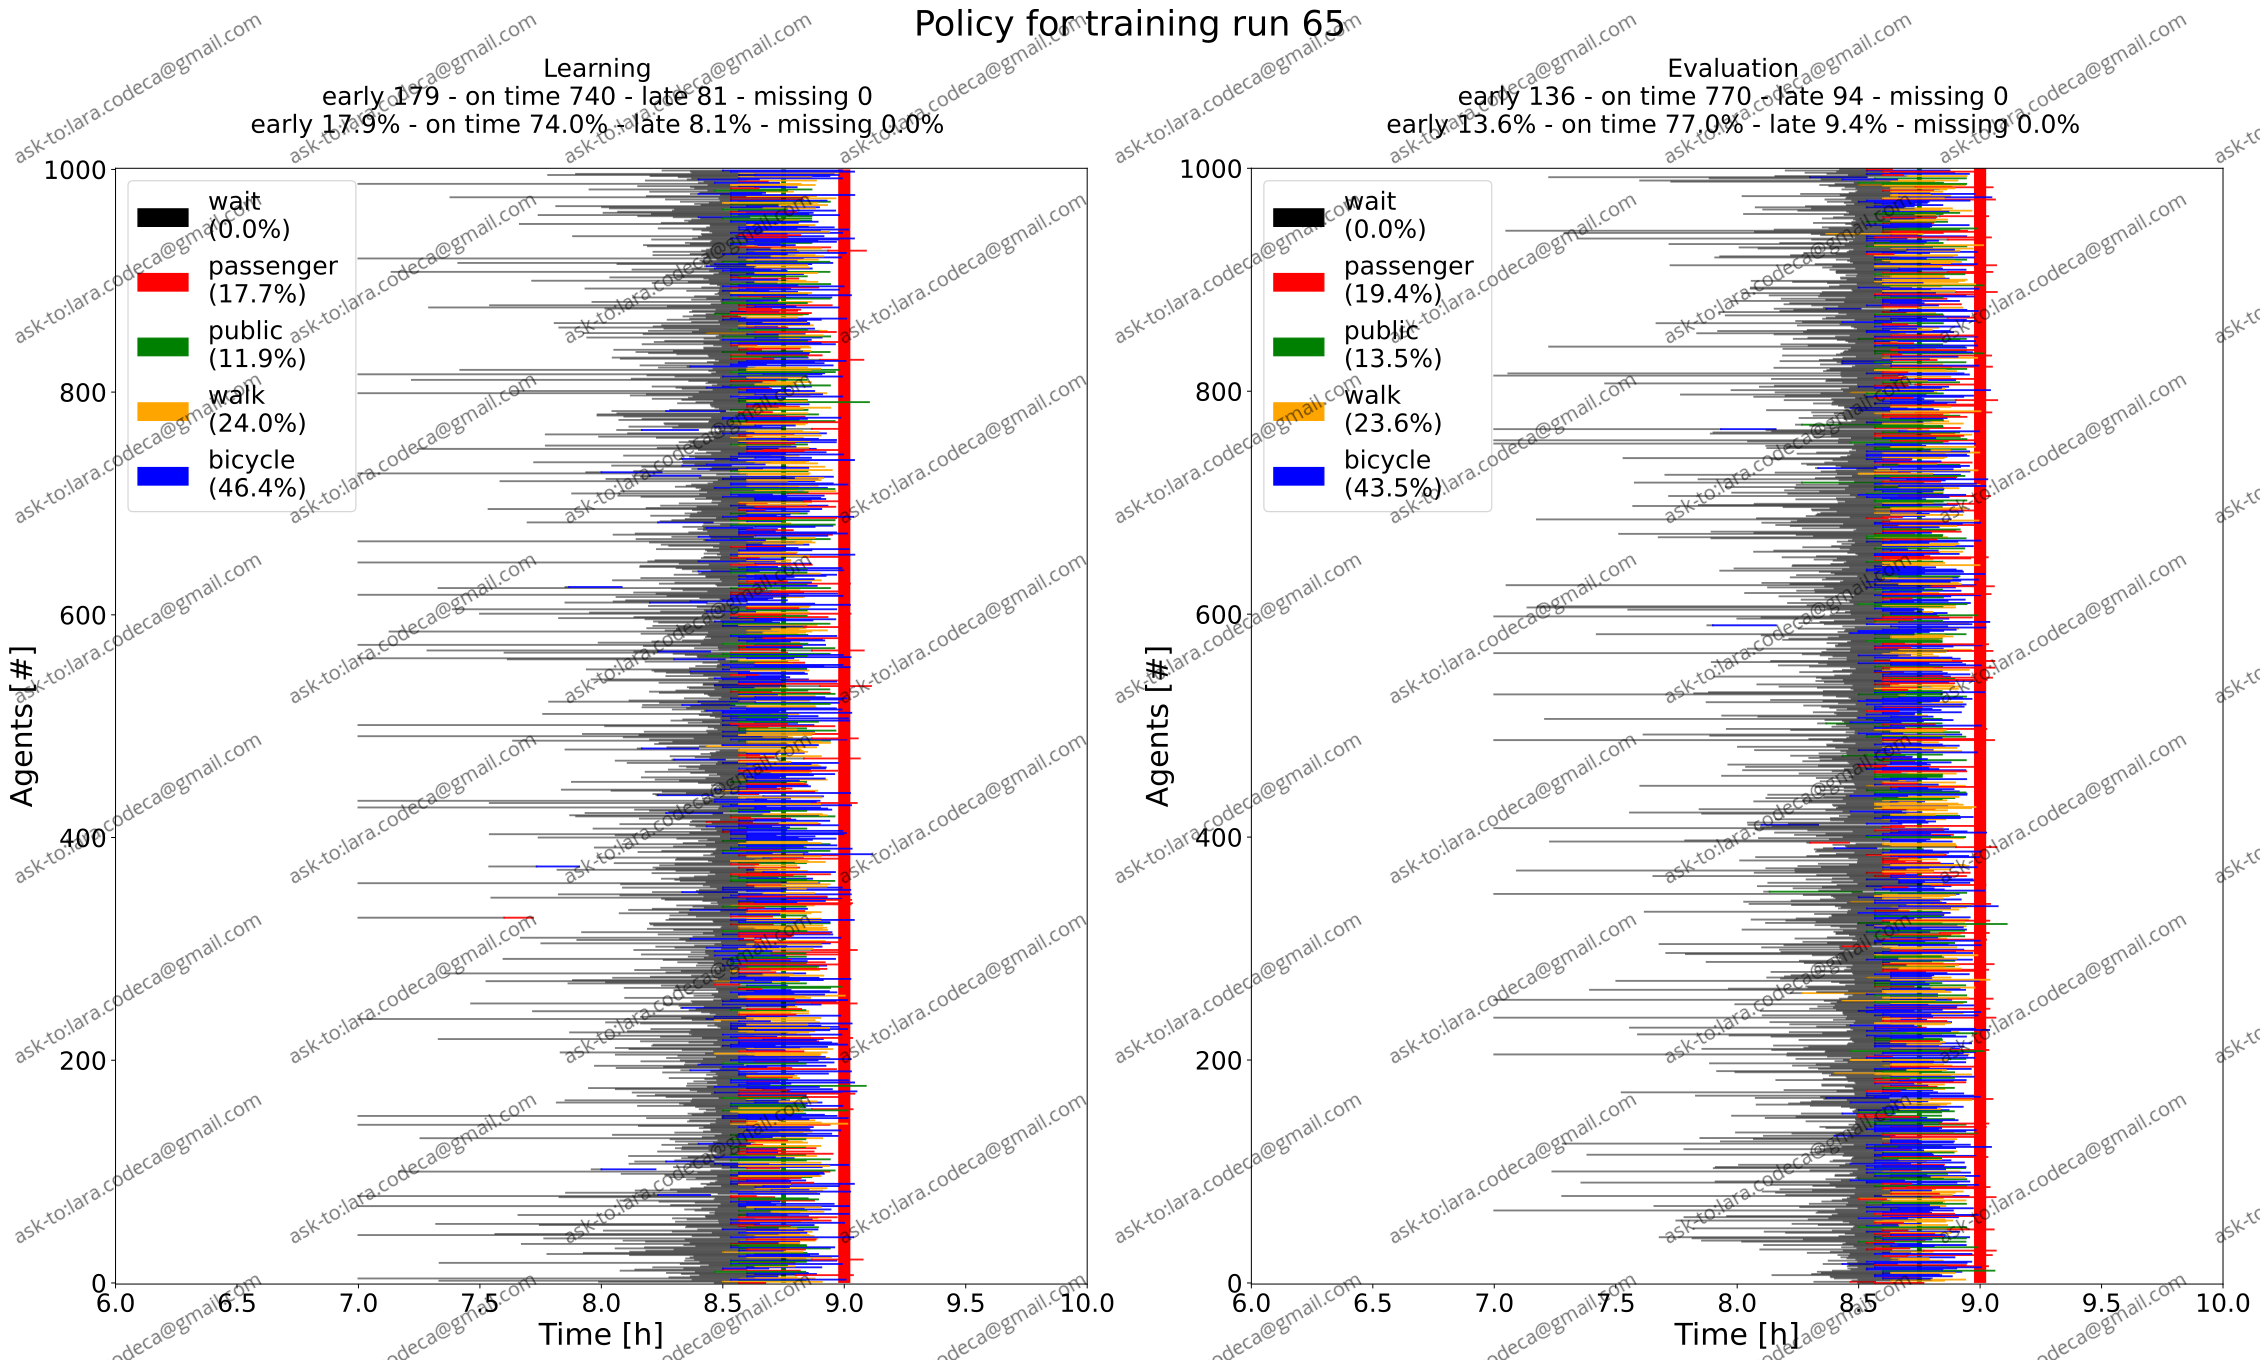 Policy for training run 65
Learning
early 179 - on time 740 - late 81 - missing 0
early 17.9% - on time 74.0% - late 8.1% - missing 0.0%
1000
800
600
400
200
0
Agents [#]
wait
(0.0%)
passenger
(17.7%)
public
(11.9%)
walk
(24.0%)
bicycle
(46.4%)
6.0 6.5 7.0 7.5 8.0 8.5 9.0 9.5 10.0
Time [h]
Evaluation
early 136 - on time 770 - late 94 - missing 0
early 13.6% - on time 77.0% - late 9.4% - missing 0.0%
1000
800
600
400
200
0
Agents [#]
wait
(0.0%)
passenger
(19.4%)
public
(13.5%)
walk
(23.6%)
bicycle
(43.5%)
6.0 6.5 7.0 7.5 8.0 8.5 9.0 9.5 10.0
Time [h]
ask-to:lara.codeca@gmail.com